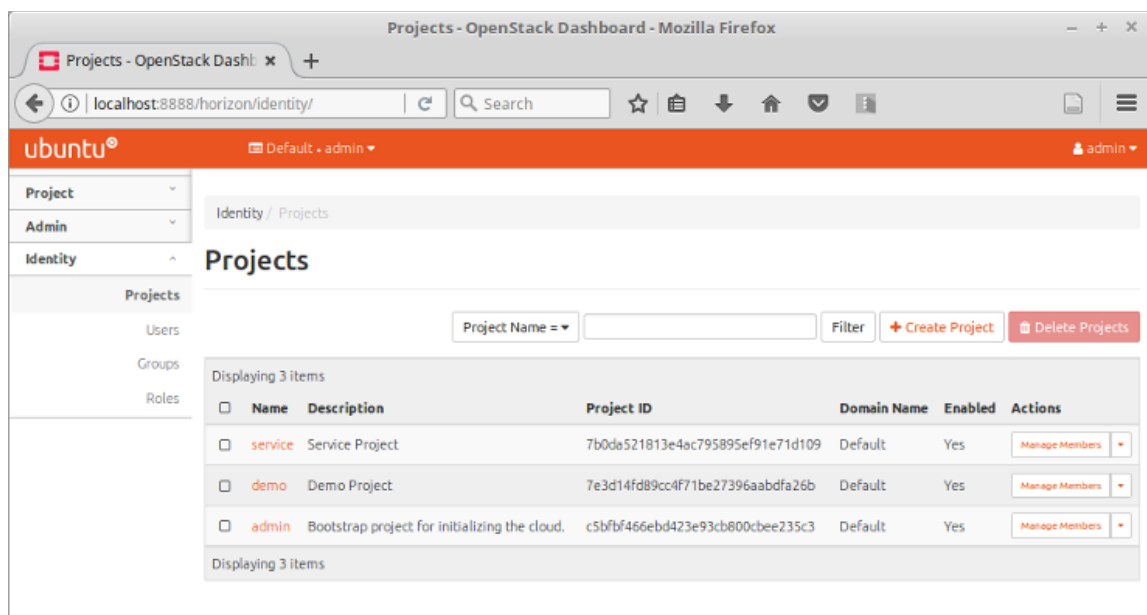 Projects - OpenStack Dashboard - Mozilla Firefox
Projects - OpenStack Dashb
localhost:8888/horizon/identity/
Search
ubuntu®
Default • admin
admin
Project
Admin
Identity
Projects
Users
Groups
Roles
Identity / Projects
Projects
Project Name =
Filter
+ Create Project
Delete Projects
Displaying 3 items
Name Description Project ID Domain Name Enabled Actions
service Service Project 7b0da521813e4ac795895ef91e71d109 Default Yes Manage Members
demo Demo Project 7e3d14fd89cc4f71be27396aabdfa26b Default Yes Manage Members
admin Bootstrap project for initializing the cloud. c5bfbf466ebd423e93cb800cbee235c3 Default Yes Manage Members
Displaying 3 items